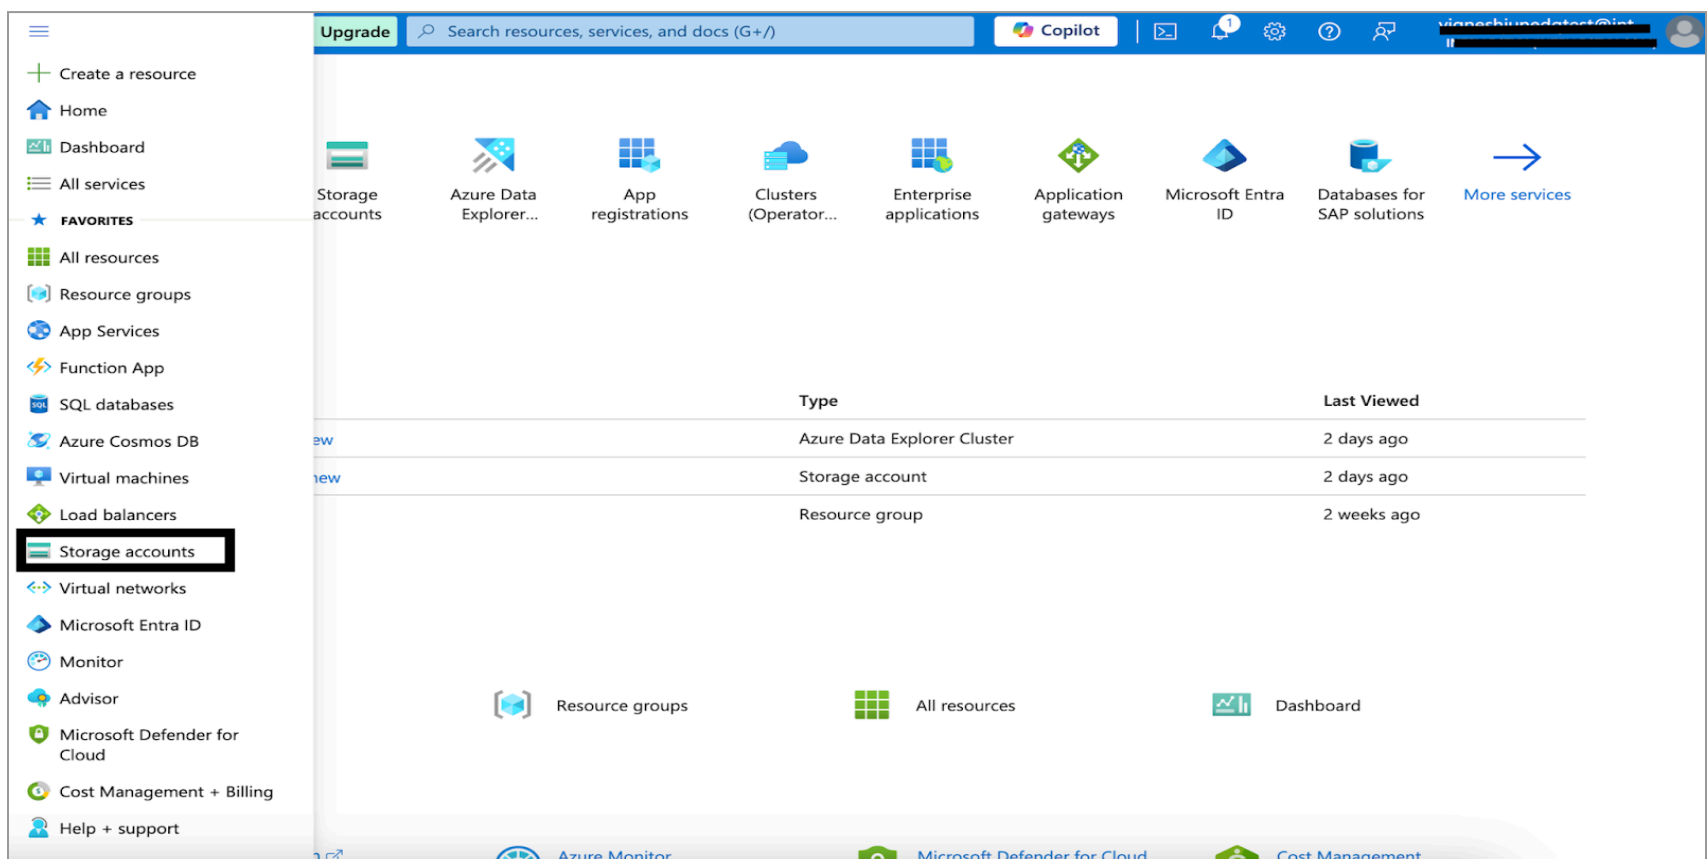 Upgrade
Search resources, services, and docs (G+/)
Copilot
1
Create a resource
Home
Dashboard
All services
FAVORITES
All resources
Resource groups
App Services
Function App
SQL databases
Azure Cosmos DB
Virtual machines
Load balancers
Storage accounts
Virtual networks
Microsoft Entra ID
Monitor
Advisor
Microsoft Defender for
Cloud
Cost Management + Billing
Help + support
Storage
accounts
Azure Data
Explorer...
App
registrations
Clusters
(Operator...
Enterprise
applications
Application
gateways
Microsoft Entra
ID
Databases for
SAP solutions
More services
Type
Last Viewed
ew
Azure Data Explorer Cluster
2 days ago
new
Storage account
2 days ago
Resource group
2 weeks ago
Resource groups
All resources
Dashboard
Azure Monitor
Microsoft Defender for Cloud
Cost Management